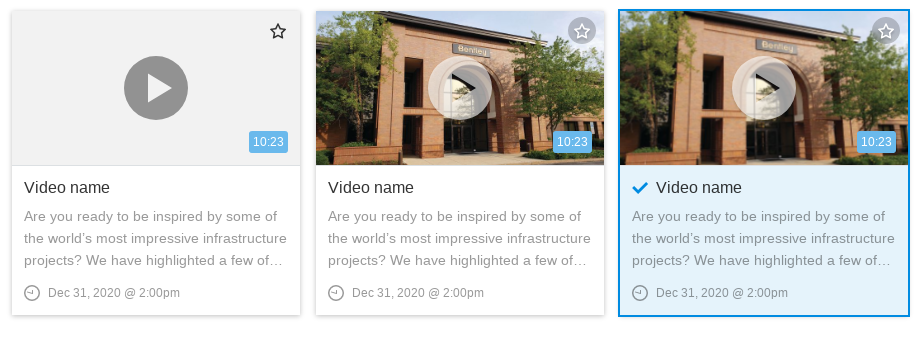 10:23
Video name
Are you ready to be inspired by some of
the world's most impressive infrastructure
projects? We have highlighted a few of…
Dec 31, 2020 @ 2:00pm
Bentley
10:23
Video name
Are you ready to be inspired by some of
the world's most impressive infrastructure
projects? We have highlighted a few of…
Dec 31, 2020 @ 2:00pm
Bentley
10:23
Video name
Are you ready to be inspired by some of
the world's most impressive infrastructure
projects? We have highlighted a few of…
Dec 31, 2020 @ 2:00pm